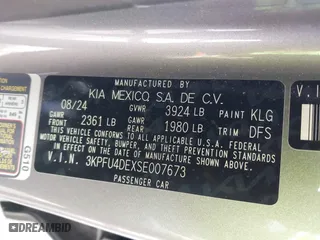 MANUFACTURED BY
KIA MEXICO, S.A. DE C.V.
08/24 GVWR 3924 LB PAINT KLG
GAWR FRONT 2361 LB GAWR REAR 1980 LB TRIM DFS
THIS VEHICLE CONFORMS TO ALL APPLICABLE
U.S. FEDERAL MOTOR VEHICLE SAFETY, BUMPER,
AND THEFT PREVENTION STANDARDS IN EFFECT ON
THE DATE OF MANUFACTURE SHOWN ABOVE.
V.I.N. 3KPFU4DEXSE007673
PASSENGER CAR
G510
V.I